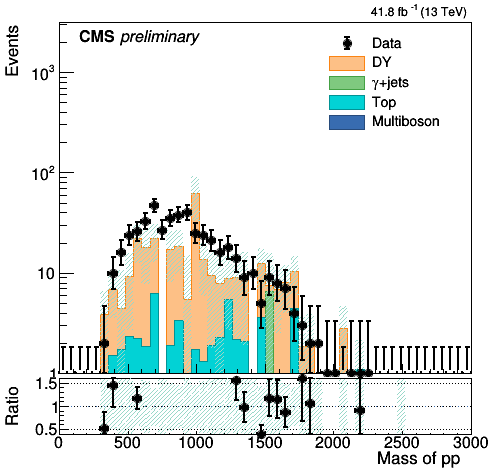 41.8 fb⁻¹ (13 TeV)
CMS preliminary
Events
Data
DY
γ+jets
Top
Multiboson
10³
10²
10
1
Ratio
1.5
1
0.5
0 500 1000 1500 2000 2500 3000
Mass of pp